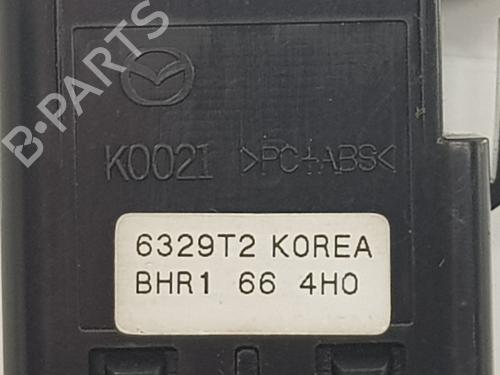 B-PARTS
K0021 >PC+ABS<
6329T2 KOREA
BHR1 66 4H0